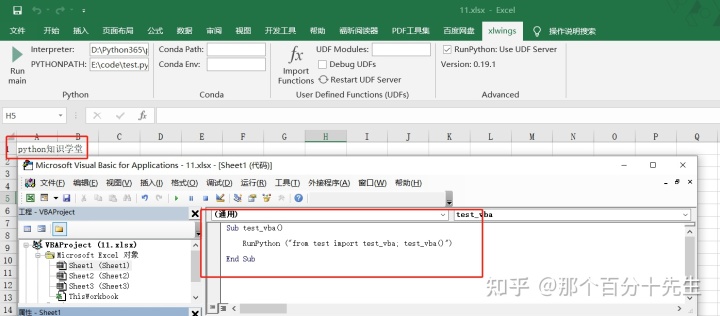 11.xlsx - Excel
文件 开始 插入 页面布局 公式 数据 审阅 视图 开发工具 帮助 福昕阅读器 PDF工具集 百度网盘 xlwings 操作说明搜索
Interpreter: D:\Python365\
PYTHONPATH: E:\code\test.py
Run main
Python
Conda Path:
Conda Env:
Conda
fx
Import Functions
UDF Modules:
Debug UDFs
Restart UDF Server
User Defined Functions (UDFs)
RunPython: Use UDF Server
Version: 0.19.1
Advanced
H5
fx
A B C D E F G H I J K L M N O P Q
1 python知识学堂
2
3
4
5
6
7
8
9
10
11
12
13
14
Microsoft Visual Basic for Applications - 11.xlsx - [Sheet1 (代码)]
文件(F) 编辑(E) 视图(V) 插入(I) 格式(O) 调试(D) 运行(R) 工具(T) 外接程序(A) 窗口(W) 帮助(H)
工程 - VBAProject
VBAProject (11.xlsx)
Microsoft Excel 对象
Sheet1 (Sheet1)
Sheet2 (Sheet2)
Sheet3 (Sheet3)
ThisWorkbook
属性 - Sheet1
(通用)
test_vba
Sub test_vba()
RunPython ("from test import test_vba; test_vba()")
End Sub
知乎 @那个百分十先生